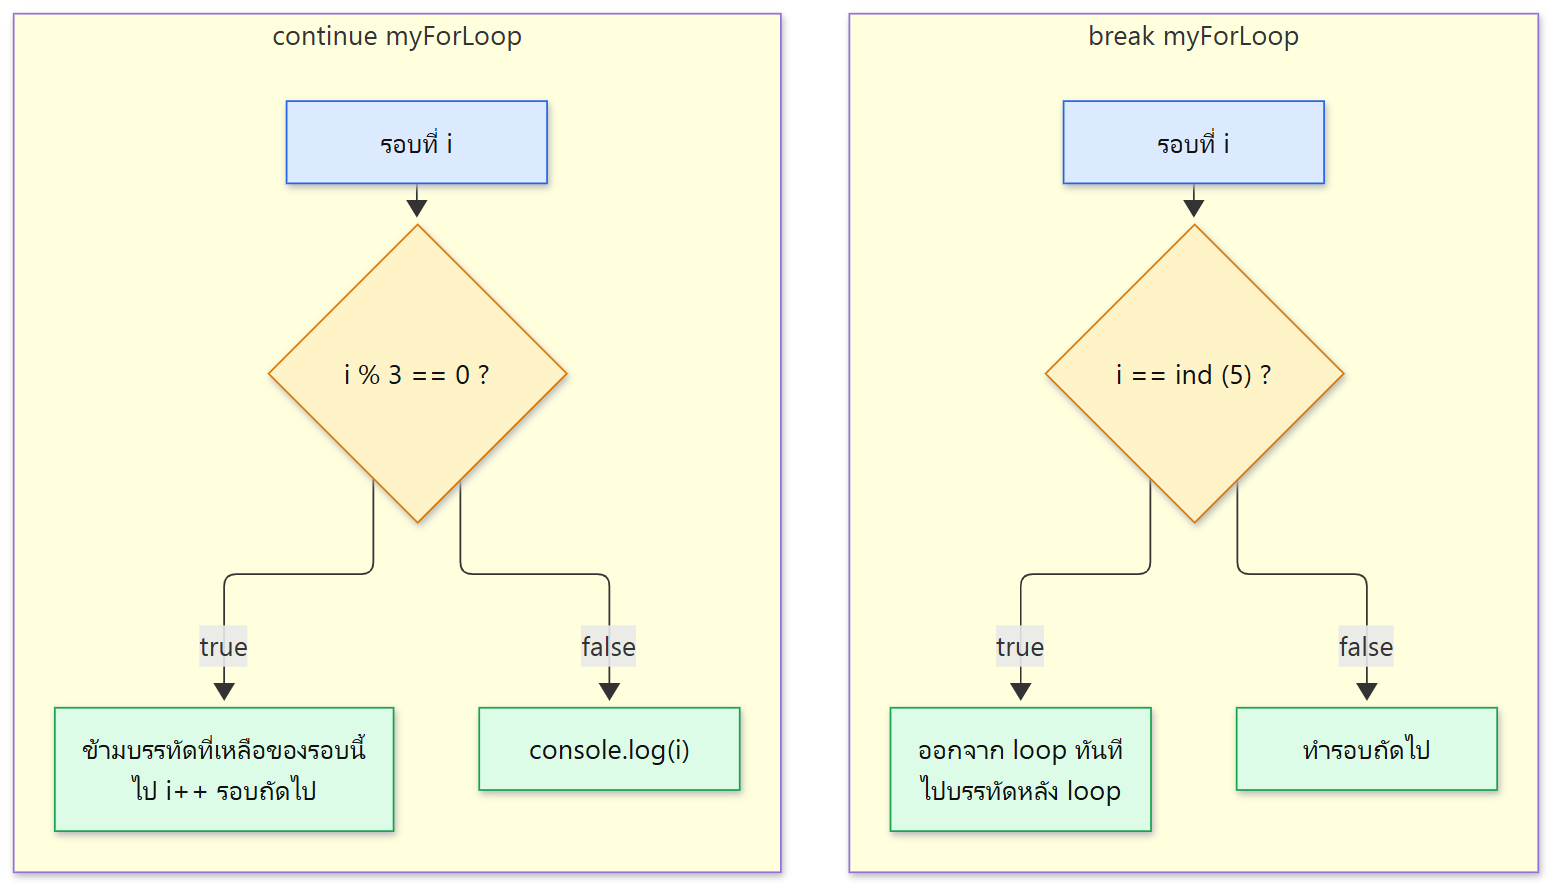 continue myForLoop
รอบที่ i
i % 3 == 0 ?
true
false
ข้ามบรรทัดที่เหลือของรอบนี้
ไป i++ รอบถัดไป
console.log(i)
break myForLoop
รอบที่ i
i == ind (5) ?
true
false
ออกจาก loop ทันที
ไปบรรทัดหลัง loop
ทำรอบถัดไป